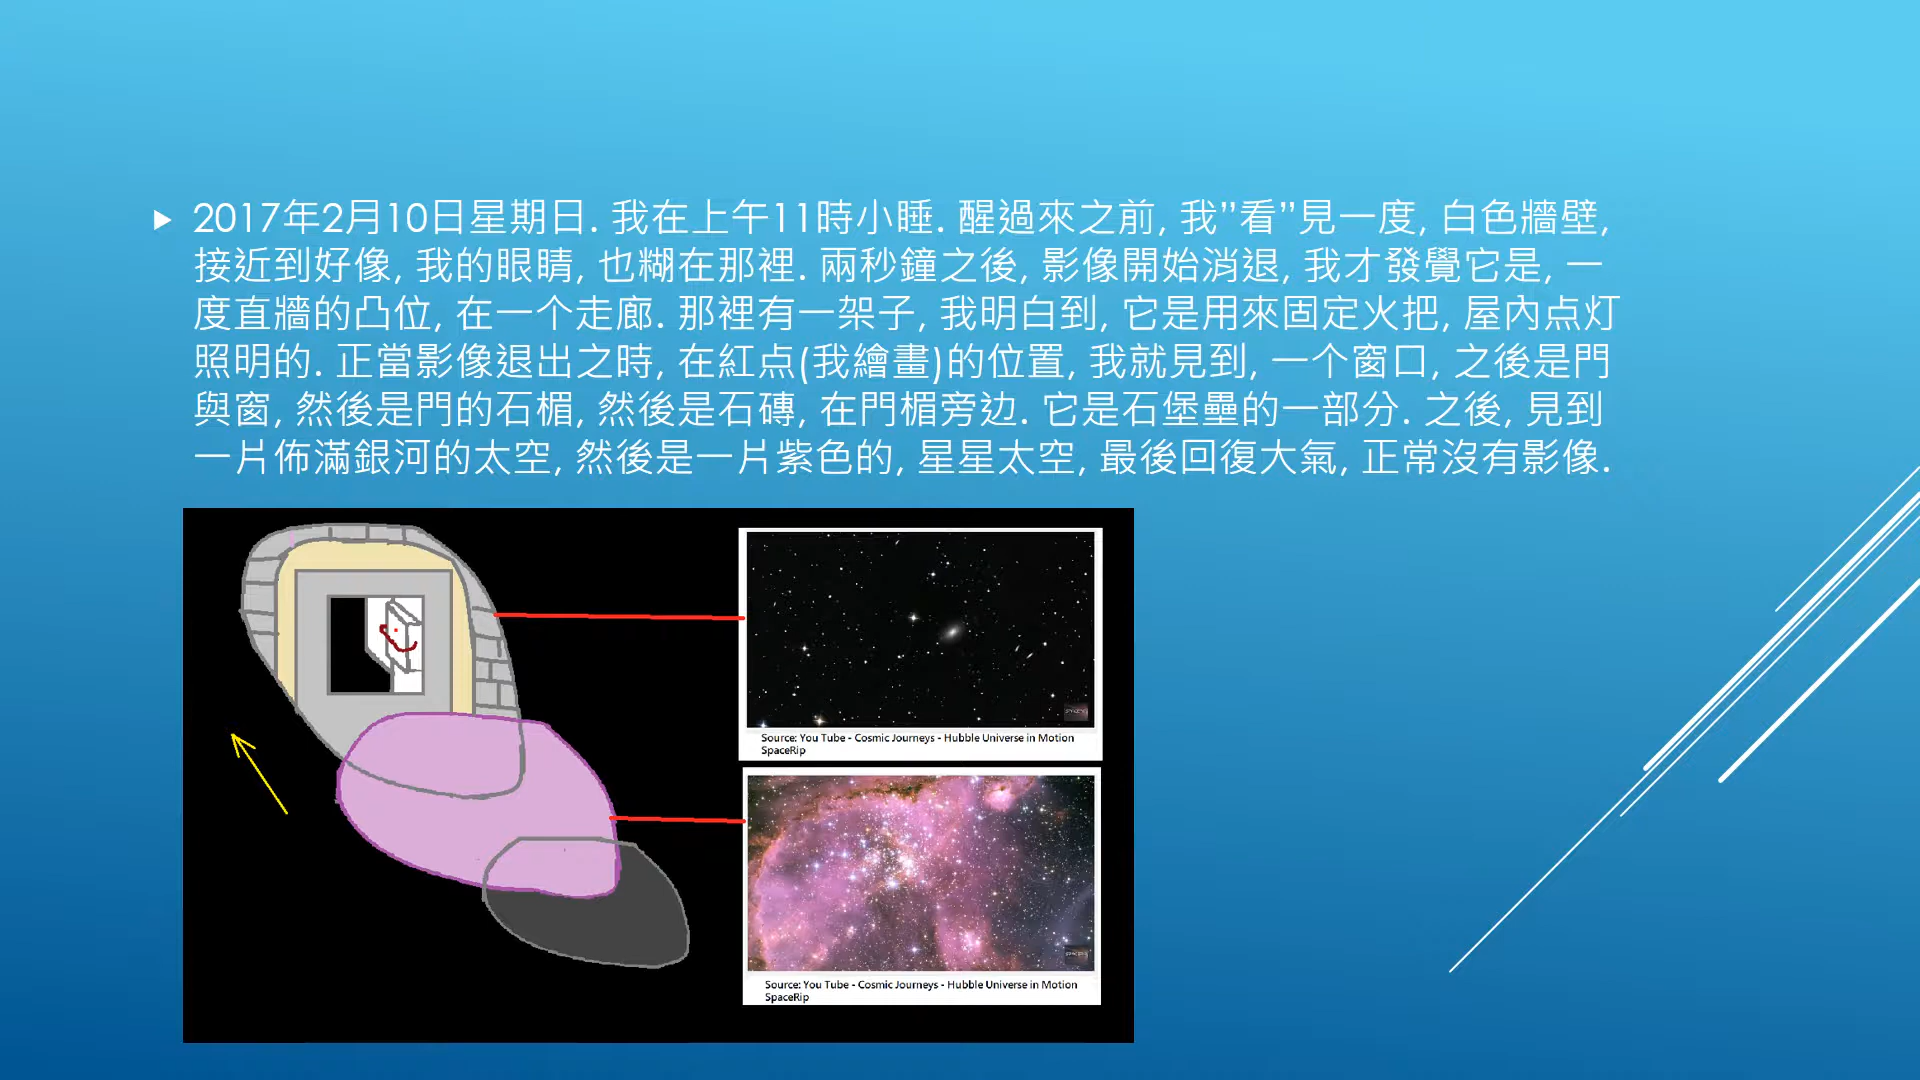 2017年2月10日星期日. 我在上午11時小睡. 醒過來之前, 我”看”見一度, 白色牆壁,
接近到好像, 我的眼睛, 也糊在那裡. 兩秒鐘之後, 影像開始消退, 我才發覺它是, 一
度直牆的凸位, 在一个走廊. 那裡有一架子, 我明白到, 它是用來固定火把, 屋內点灯
照明的. 正當影像退出之時, 在紅点(我繪畫)的位置, 我就見到, 一个窗口, 之後是門
與窗, 然後是門的石楣, 然後是石磚, 在門楣旁边. 它是石堡壘的一部分. 之後, 見到
一片佈滿銀河的太空, 然後是一片紫色的, 星星太空, 最後回復大氣, 正常沒有影像.
Source: You Tube - Cosmic Journeys - Hubble Universe in Motion
SpaceRip
Source: You Tube - Cosmic Journeys - Hubble Universe in Motion
SpaceRip